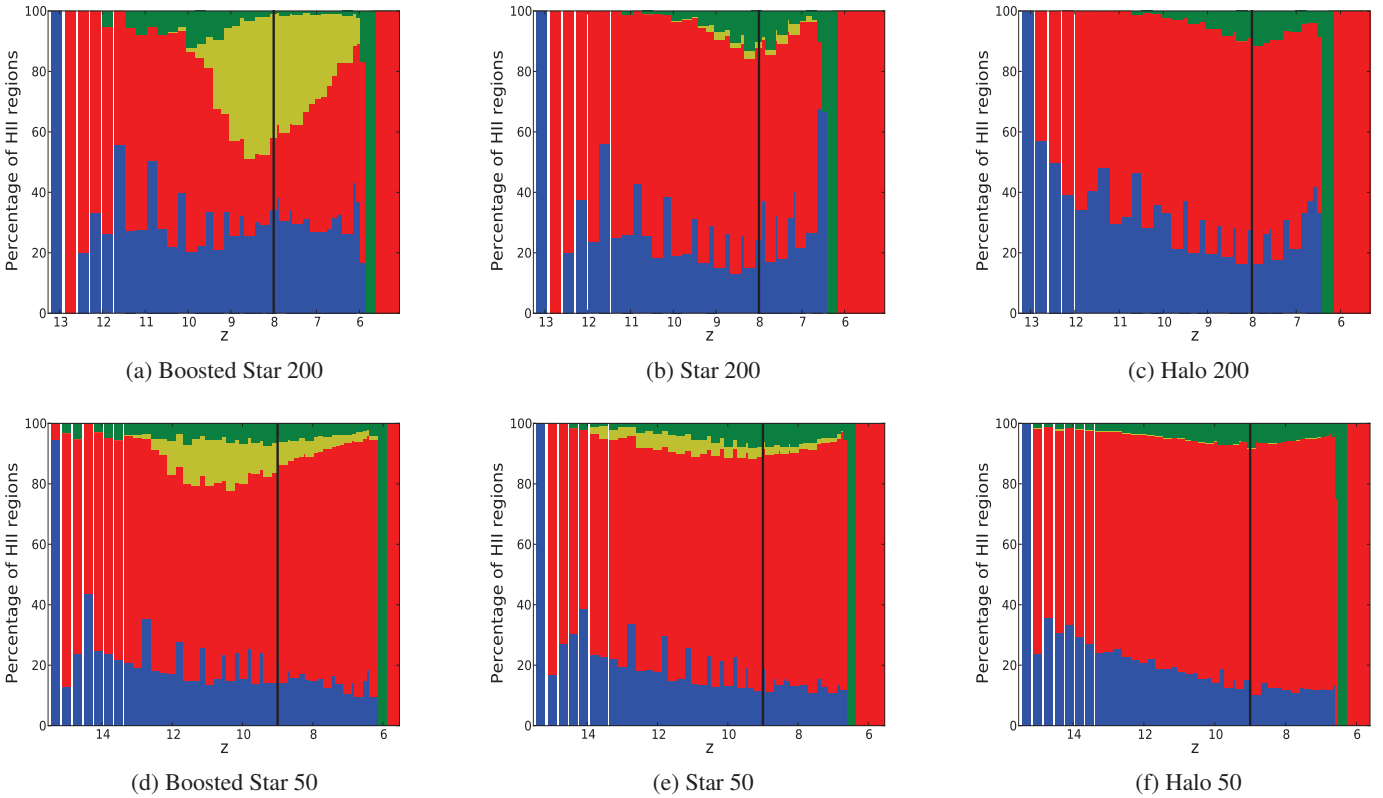 Percentage of HII regions
100
80
60
40
20
0
13 12 11 10 9 8 7 6
z
(a) Boosted Star 200
Percentage of HII regions
100
80
60
40
20
0
13 12 11 10 9 8 7 6
z
(b) Star 200
Percentage of HII regions
100
80
60
40
20
0
13 12 11 10 9 8 7 6
z
(c) Halo 200
Percentage of HII regions
100
80
60
40
20
0
14 12 10 8 6
z
(d) Boosted Star 50
Percentage of HII regions
100
80
60
40
20
0
14 12 10 8 6
z
(e) Star 50
Percentage of HII regions
100
80
60
40
20
0
14 12 10 8 6
z
(f) Halo 50